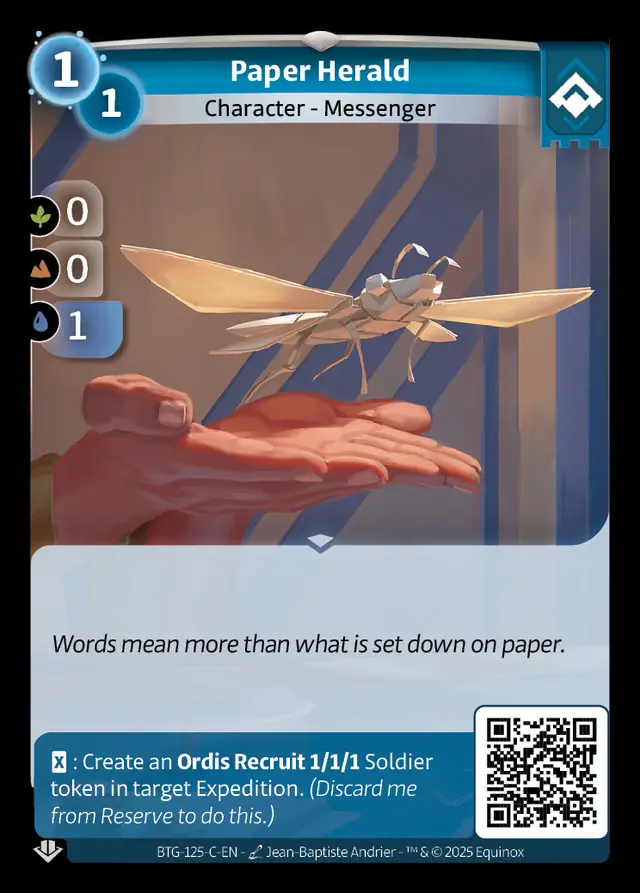 1
1
Paper Herald
Character - Messenger
0
0
1
Words mean more than what is set down on paper.
X : Create an Ordis Recruit 1/1/1 Soldier
token in target Expedition. (Discard me
from Reserve to do this.)
BTG-125-C-EN - Jean-Baptiste Andrier - ™ & © 2025 Equinox